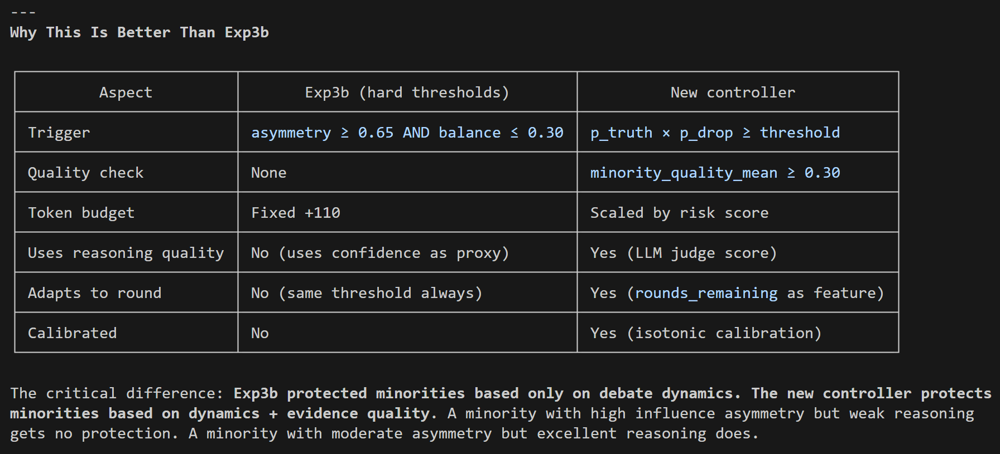 ---
Why This Is Better Than Exp3b
Aspect Exp3b (hard thresholds) New controller
Trigger asymmetry ≥ 0.65 AND balance ≤ 0.30 p_truth × p_drop ≥ threshold
Quality check None minority_quality_mean ≥ 0.30
Token budget Fixed +110 Scaled by risk score
Uses reasoning quality No (uses confidence as proxy) Yes (LLM judge score)
Adapts to round No (same threshold always) Yes (rounds_remaining as feature)
Calibrated No Yes (isotonic calibration)
The critical difference: Exp3b protected minorities based only on debate dynamics. The new controller protects
minorities based on dynamics + evidence quality. A minority with high influence asymmetry but weak reasoning
gets no protection. A minority with moderate asymmetry but excellent reasoning does.